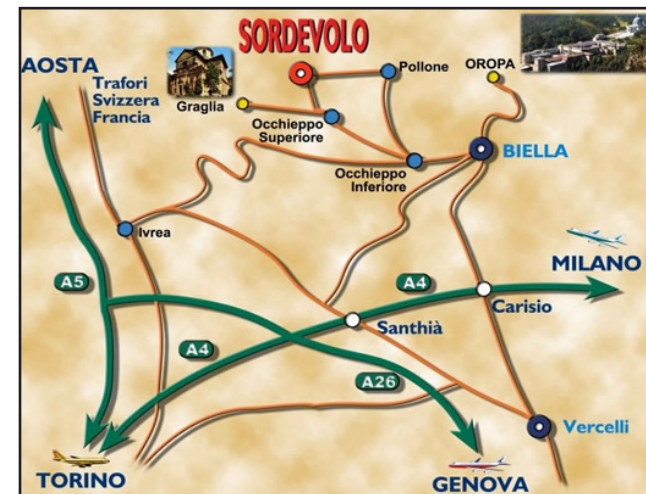 SORDEVOLO
AOSTA
Trafori
Svizzera
Francia
Graglia
Pollone
OROPA
Occhieppo
Superiore
BIELLA
Occhieppo
Inferiore
Ivrea
MILANO
A5
A4
Carisio
Santhià
A4
A26
Vercelli
TORINO
GENOVA